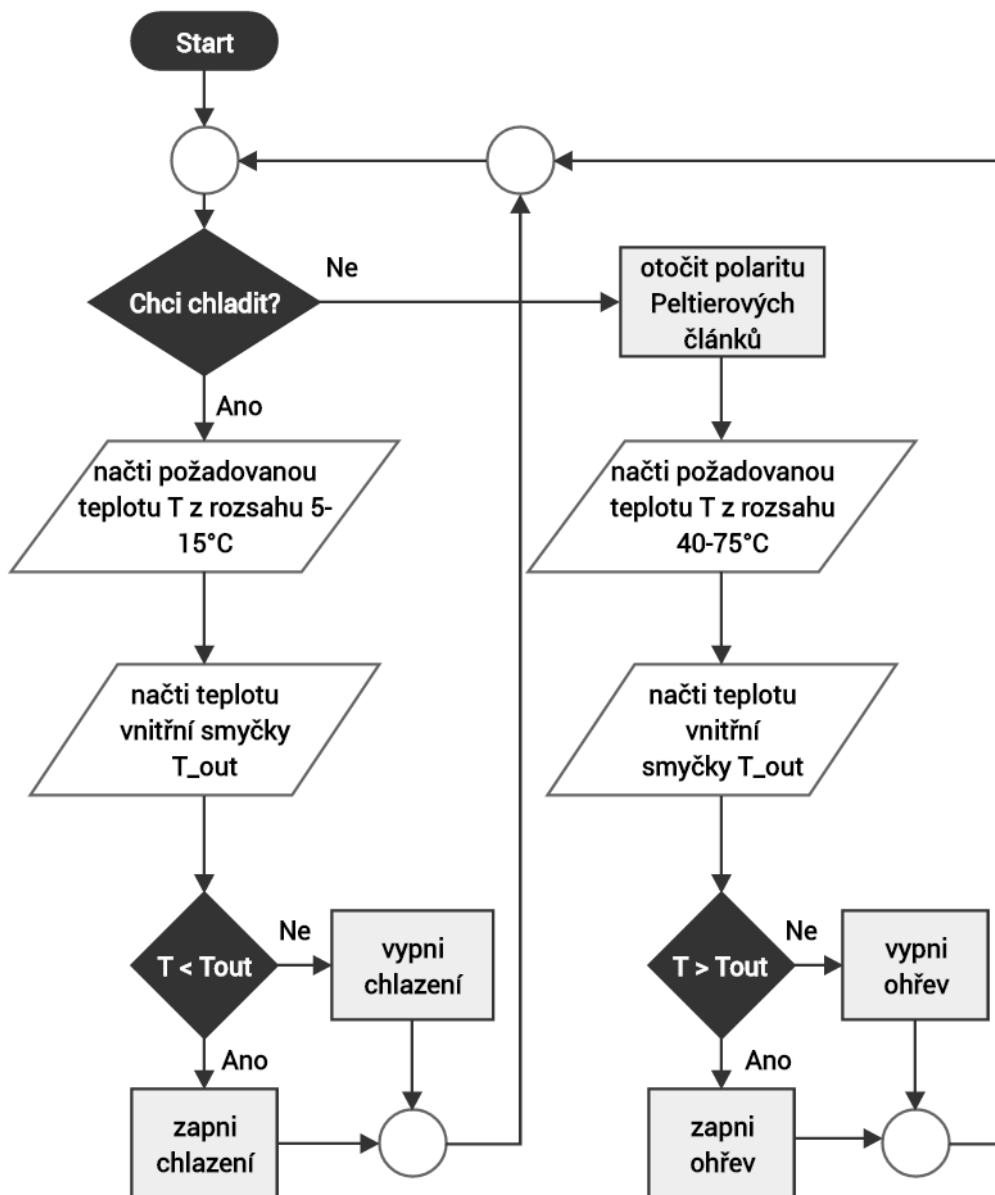 Start
Chci chladit?
Ne
otočit polaritu
Peltierových
článků
Ano
načti požadovanou
teplotu T z rozsahu 5-
15°C
načti požadovanou
teplotu T z rozsahu
40-75°C
načti teplotu
vnitřní smyčky
T_out
načti teplotu
vnitřní
smyčky T_out
T < Tout
Ne
vypni
chlazení
Ano
zapni
chlazení
T > Tout
Ne
vypni
ohřev
Ano
zapni
ohřev